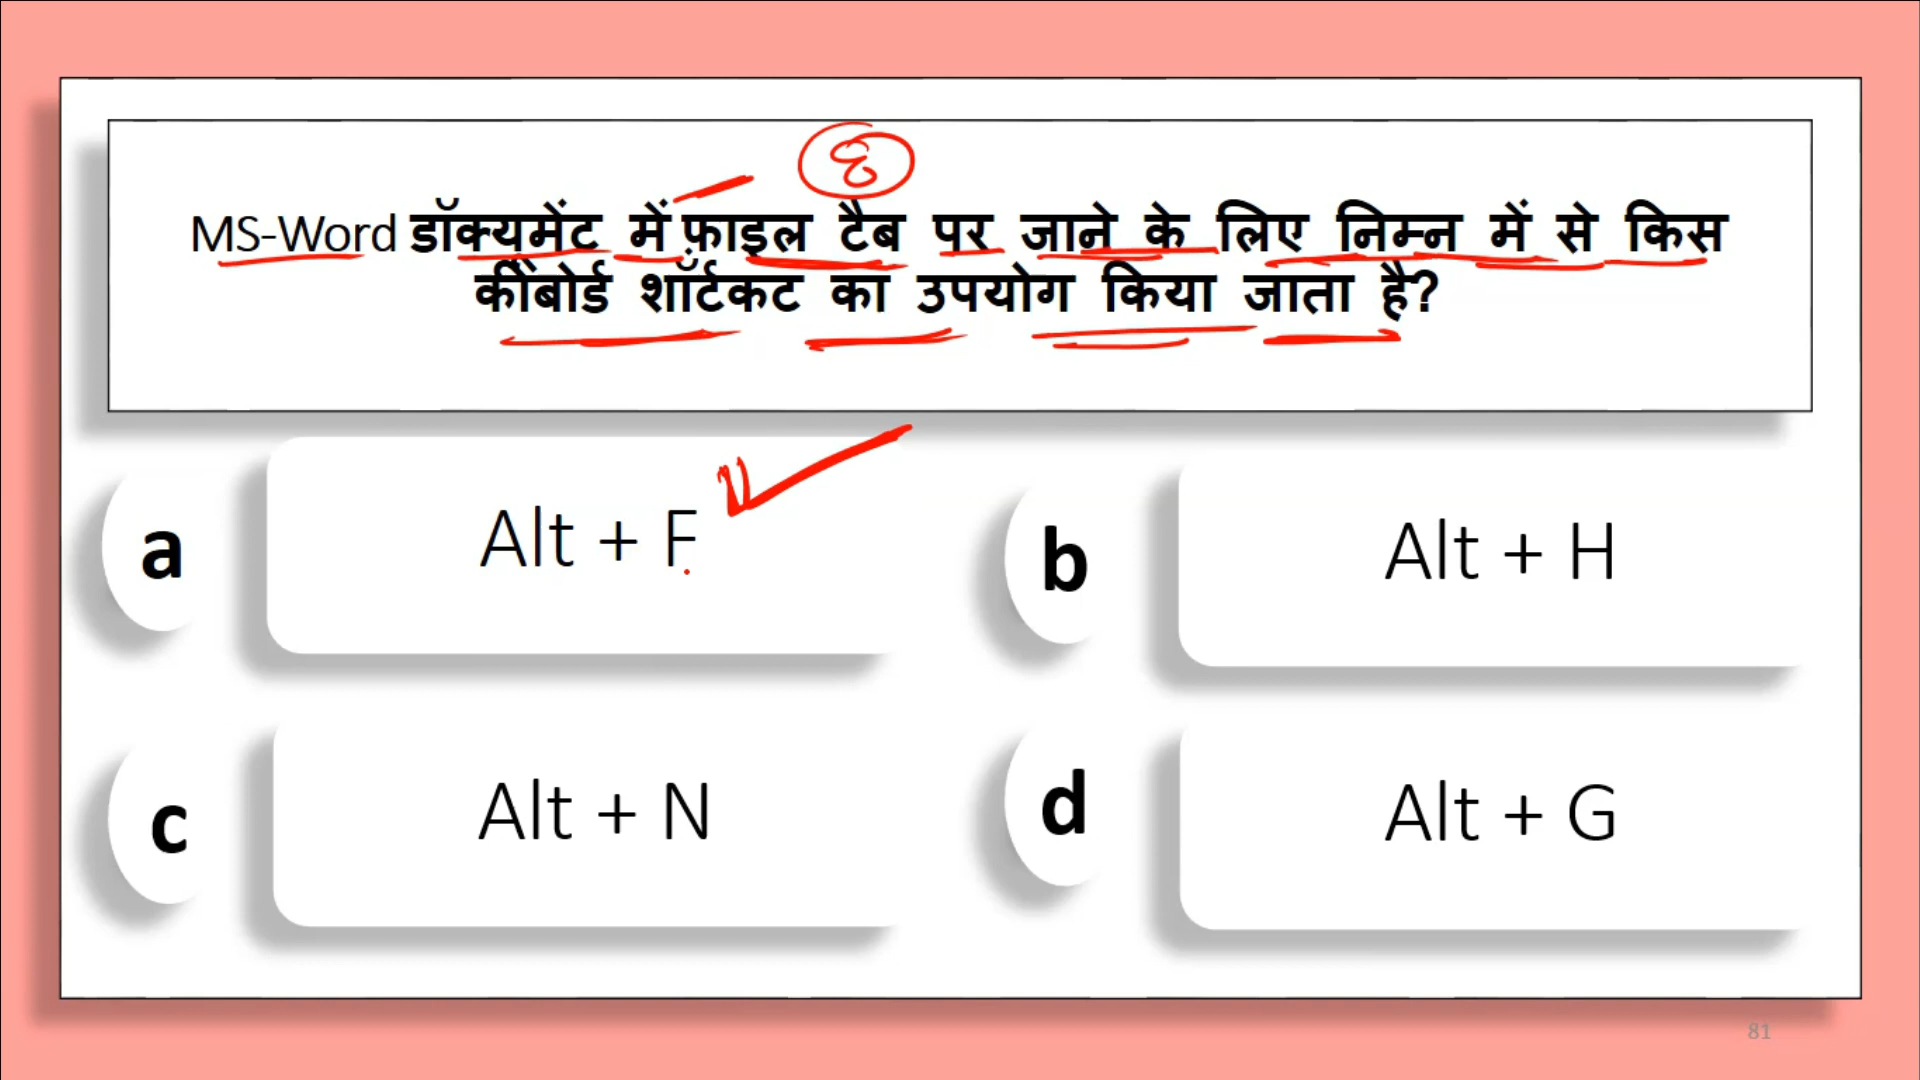 MS-Word डॉक्यूमेंट में फ़ाइल टैब पर जाने के लिए निम्न में से किस
कीबोर्ड शॉर्टकट का उपयोग किया जाता है?
a
Alt + F
b
Alt + H
c
Alt + N
d
Alt + G
81